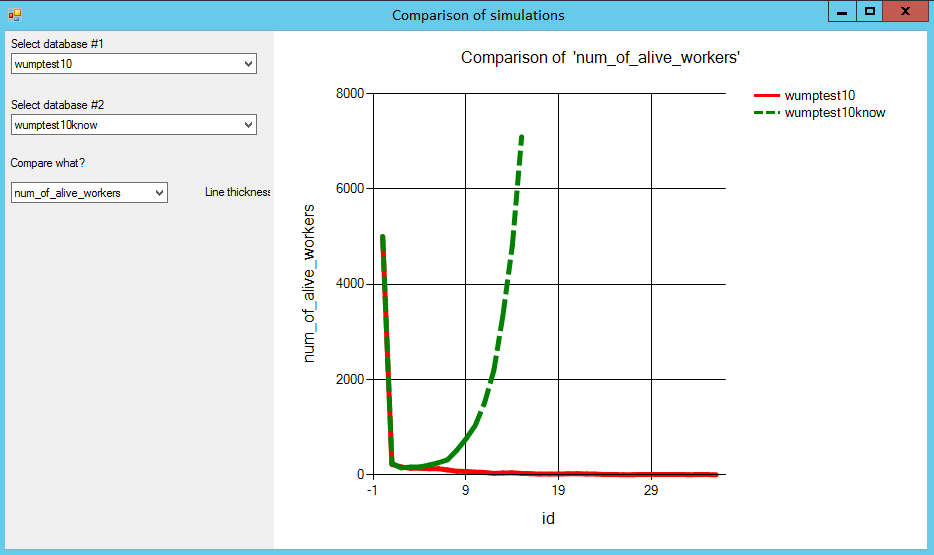 Comparison of simulations
Select database #1
wumptest10
Select database #2
wumptest10know
Compare what?
num_of_alive_workers
Line thickness
Comparison of 'num_of_alive_workers'
wumptest10
wumptest10know
num_of_alive_workers
8000
6000
4000
2000
0
-1 9 19 29
id